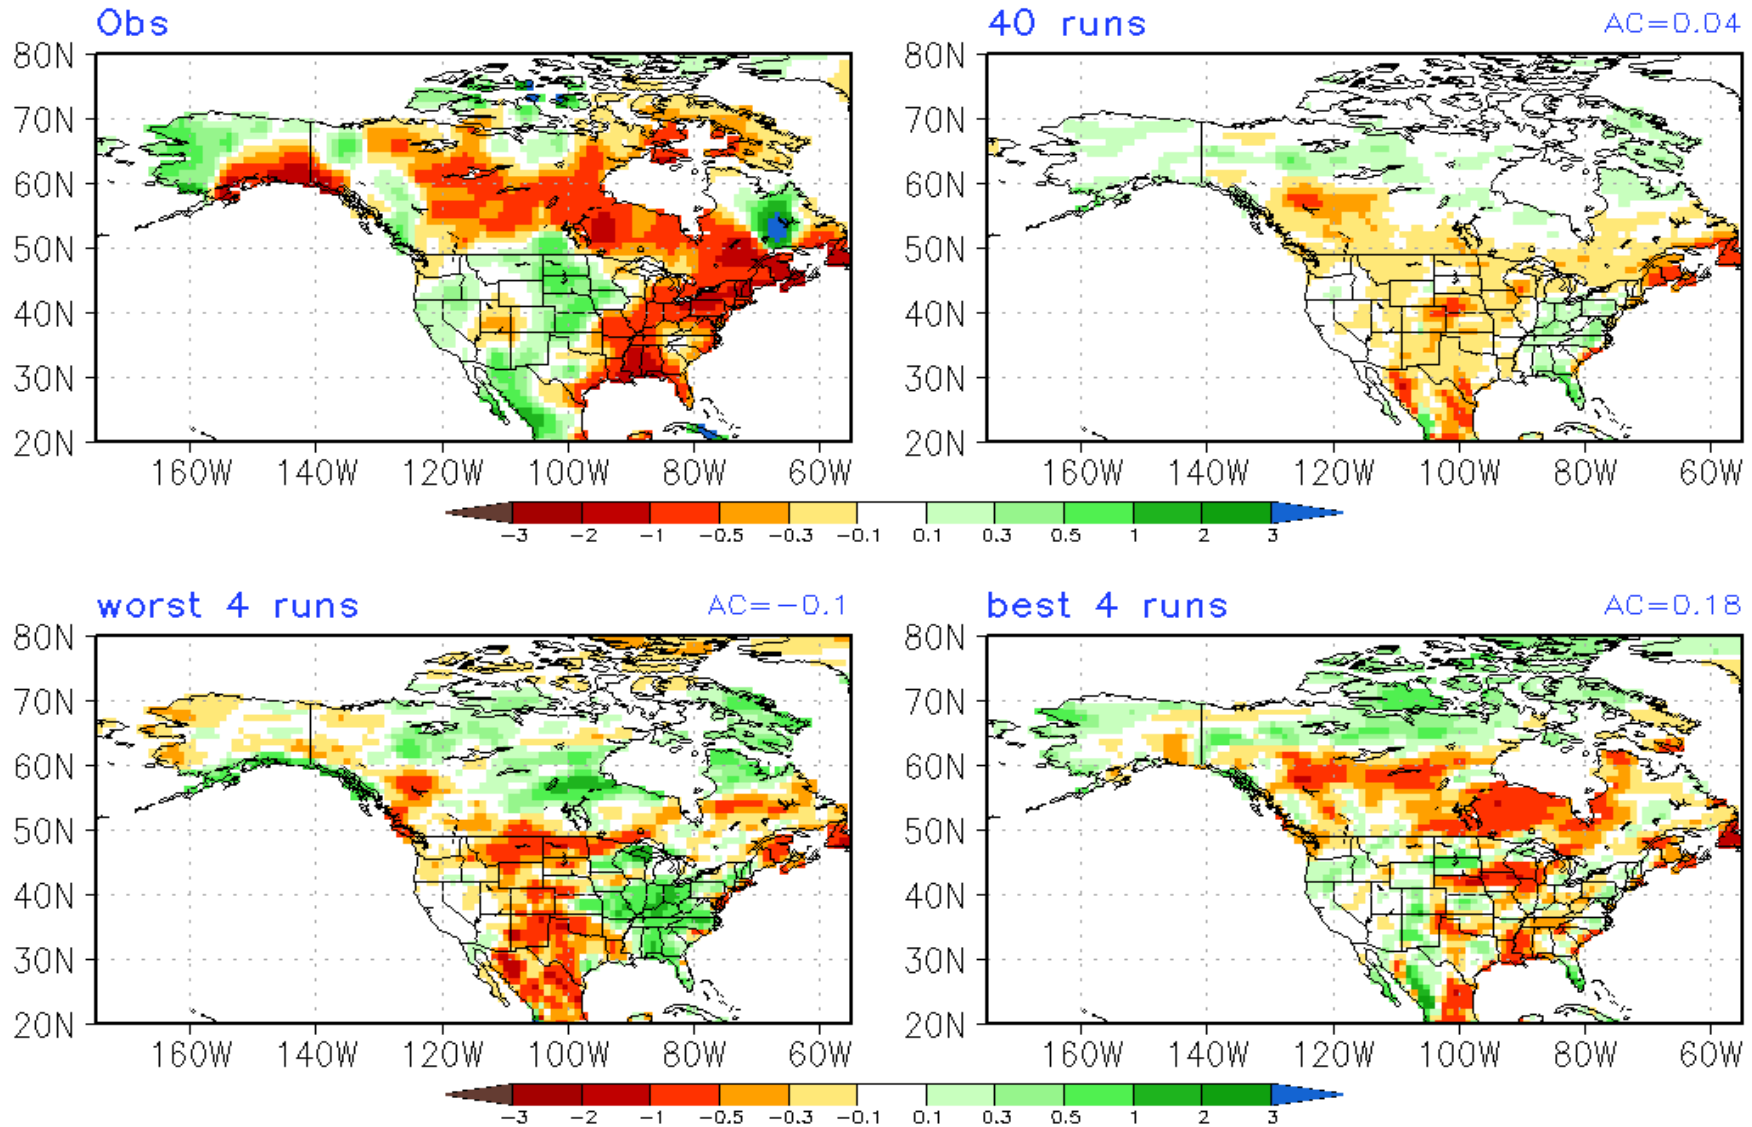 Obs
40 runs AC=0.04
80N 80N
70N 70N
60N 60N
50N 50N
40N 40N
30N 30N
20N 20N
160W 140W 120W 100W 80W 60W 160W 140W 120W 100W 80W 60W
-3 -2 -1 -0.5 -0.3 -0.1 0.1 0.3 0.5 1 2 3
worst 4 runs AC=-0.1
best 4 runs AC=0.18
80N 80N
70N 70N
60N 60N
50N 50N
40N 40N
30N 30N
20N 20N
160W 140W 120W 100W 80W 60W 160W 140W 120W 100W 80W 60W
-3 -2 -1 -0.5 -0.3 -0.1 0.1 0.3 0.5 1 2 3